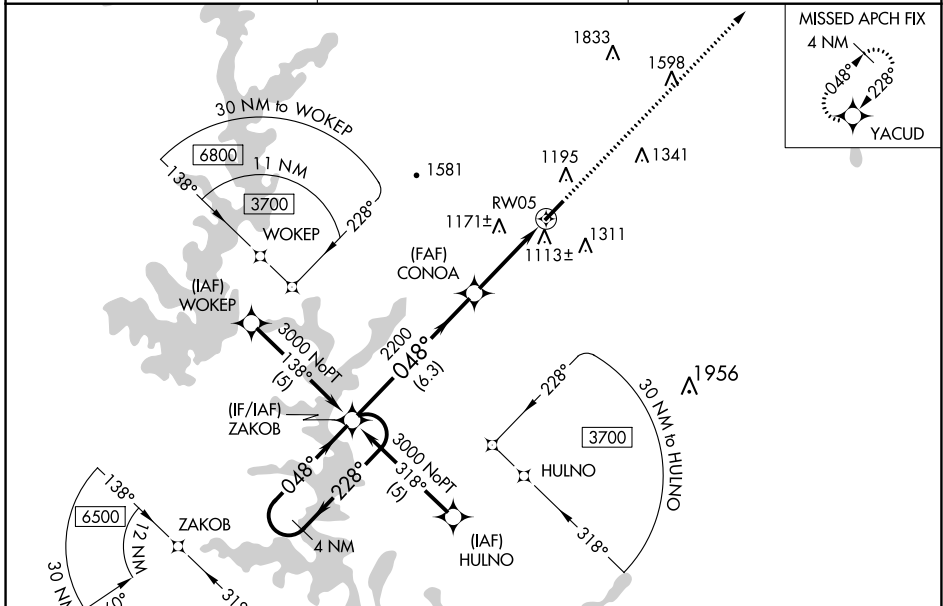 MISSED APCH FIX
4 NM
048°
228°
YACUD
1833
1598
30 NM to WOKEP
6800
11 NM
138°
3700
228°
WOKEP
1581
1195
1341
RW05
1171±
1113±
1311
(FAF)
CONOA
(IAF)
WOKEP
3000 NoPT
138°
(5)
2200
048°
(6.3)
(IF/IAF)
ZAKOB
048°
228°
4 NM
3000 NoPT
318°
(5)
(IAF)
HULNO
228°
30 NM to HULNO
3700
HULNO
318°
1956
138°
6500
12 NM
ZAKOB
30 NM